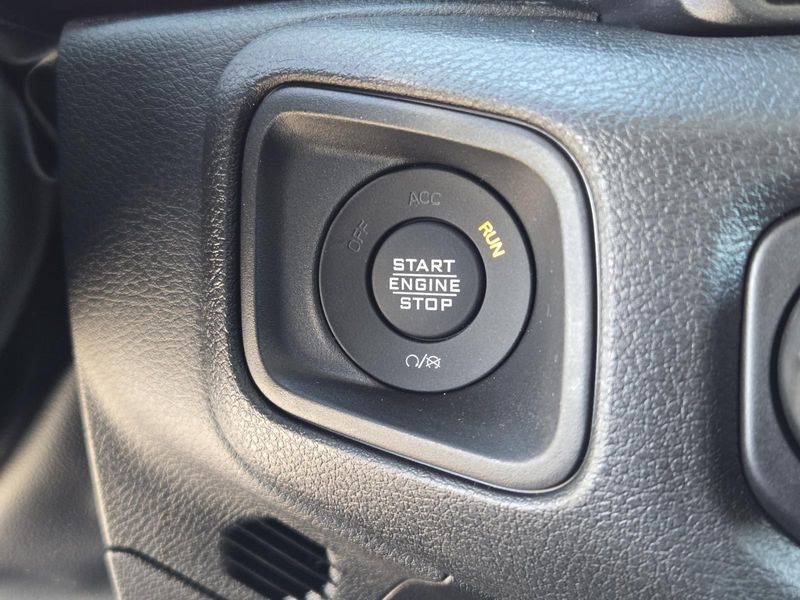 ACC
OFF
RUN
START
ENGINE
STOP